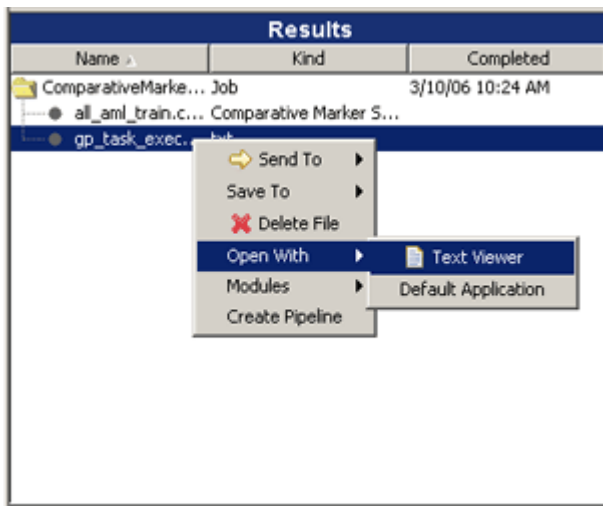 Results
Name Kind Completed
ComparativeMarke... Job 3/10/06 10:24 AM
all_aml_train.c... Comparative Marker S...
gp_task_exec... txt
Send To
Save To
Delete File
Open With
Text Viewer
Modules
Default Application
Create Pipeline